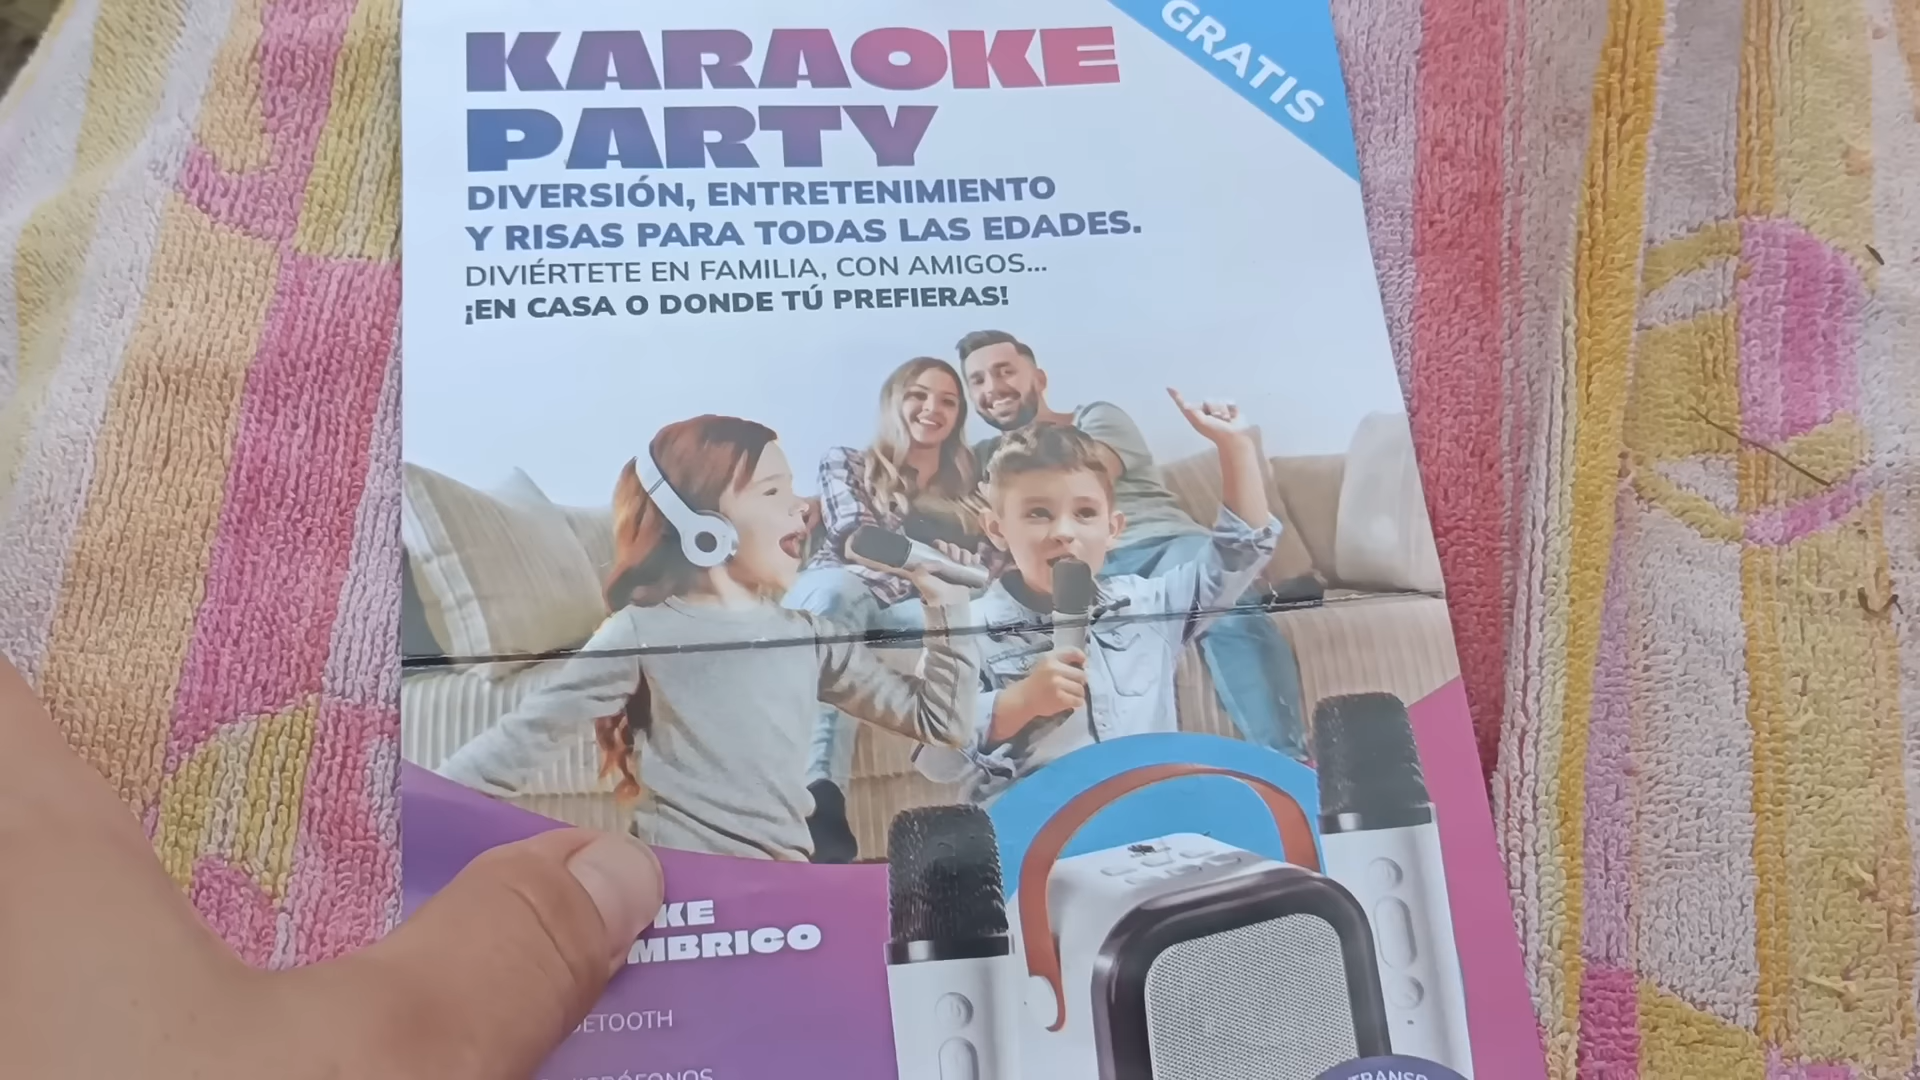 GRATIS
KARAOKE
PARTY
DIVERSIÓN, ENTRETENIMIENTO
Y RISAS PARA TODAS LAS EDADES.
DIVIÉRTETE EN FAMILIA, CON AMIGOS...
¡EN CASA O DONDE TÚ PREFIERAS!